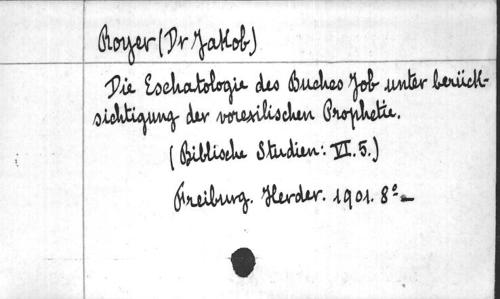 Royer (Dr Jakob)
Die Eschatologie des Buches Job unter berück-
sichtigung der vorexilischen Prophetie.
(Biblische Studien: VI. 5.)
Freiburg. Herder. 1901. 8º_